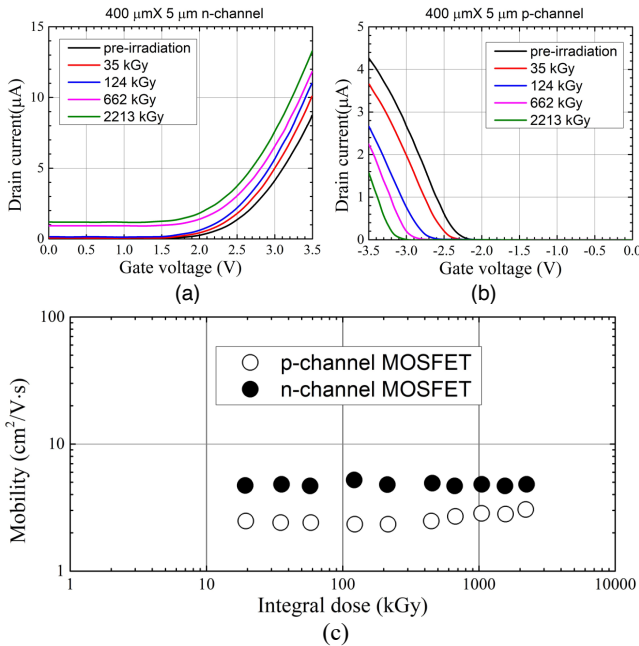 400 μmX 5 μm n-channel
15
10
5
0
Drain current(μA)
pre-irradiation
35 kGy
124 kGy
662 kGy
2213 kGy
0.0 0.5 1.0 1.5 2.0 2.5 3.0 3.5
Gate voltage (V)
(a)
400 μmX 5 μm p-channel
5
4
3
2
1
0
Drain current(μA)
pre-irradiation
35 kGy
124 kGy
662 kGy
2213 kGy
-3.5 -3.0 -2.5 -2.0 -1.5 -1.0 -0.5 0.0
Gate voltage (V)
(b)
100
10
1
Mobility (cm²/V·s)
p-channel MOSFET
n-channel MOSFET
1 10 100 1000 10000
Integral dose (kGy)
(c)